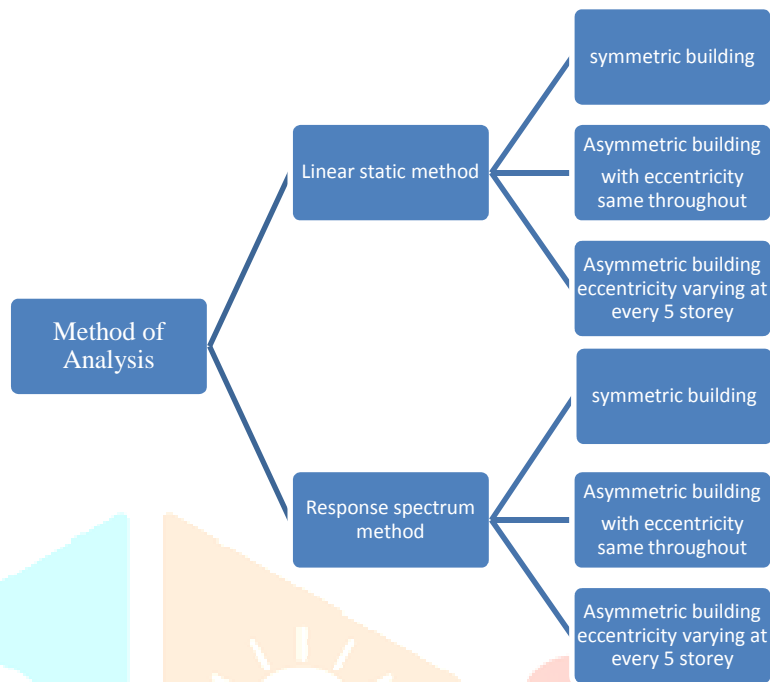 Method of
Analysis
Linear static method
symmetric building
Asymmetric building
with eccentricity
same throughout
Asymmetric building
eccentricity varying at
every 5 storey
Response spectrum
method
symmetric building
Asymmetric building
with eccentricity
same throughout
Asymmetric building
eccentricity varying at
every 5 storey